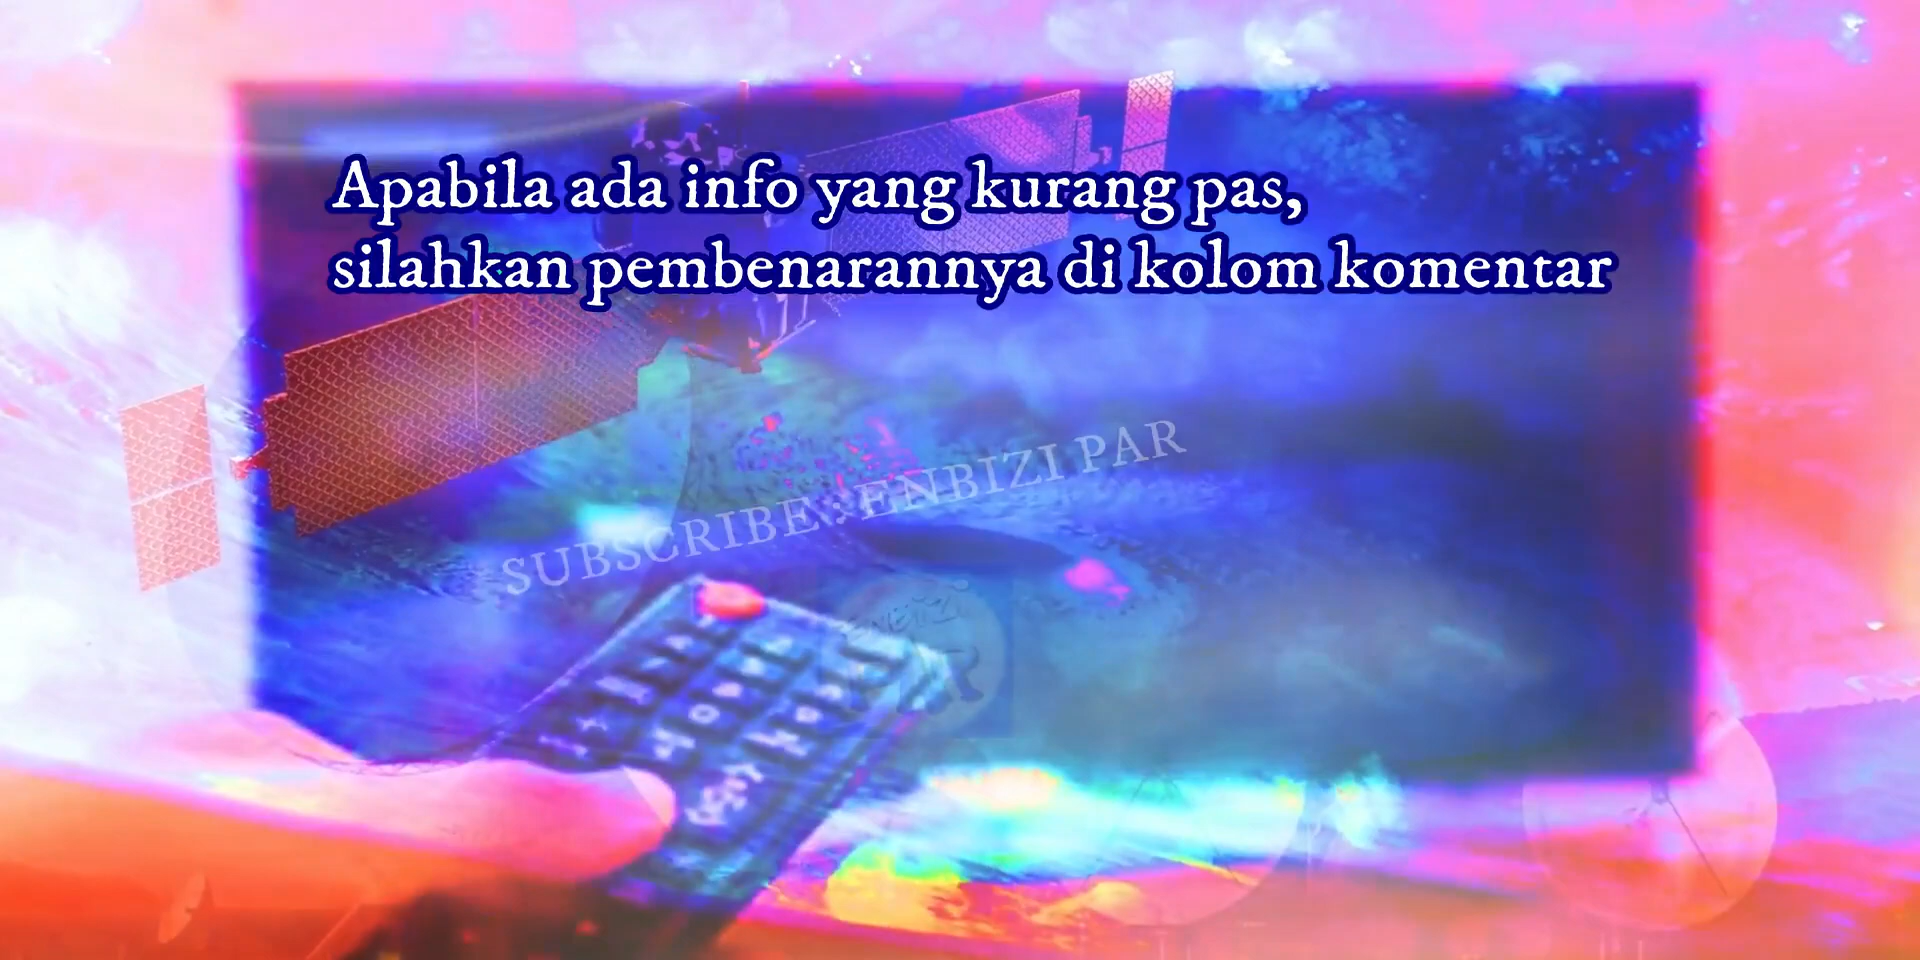 Apabila ada info yang kurang pas,
silahkan pembenarannya di kolom komentar
SUBSCRIBE : ENBIZI PAR